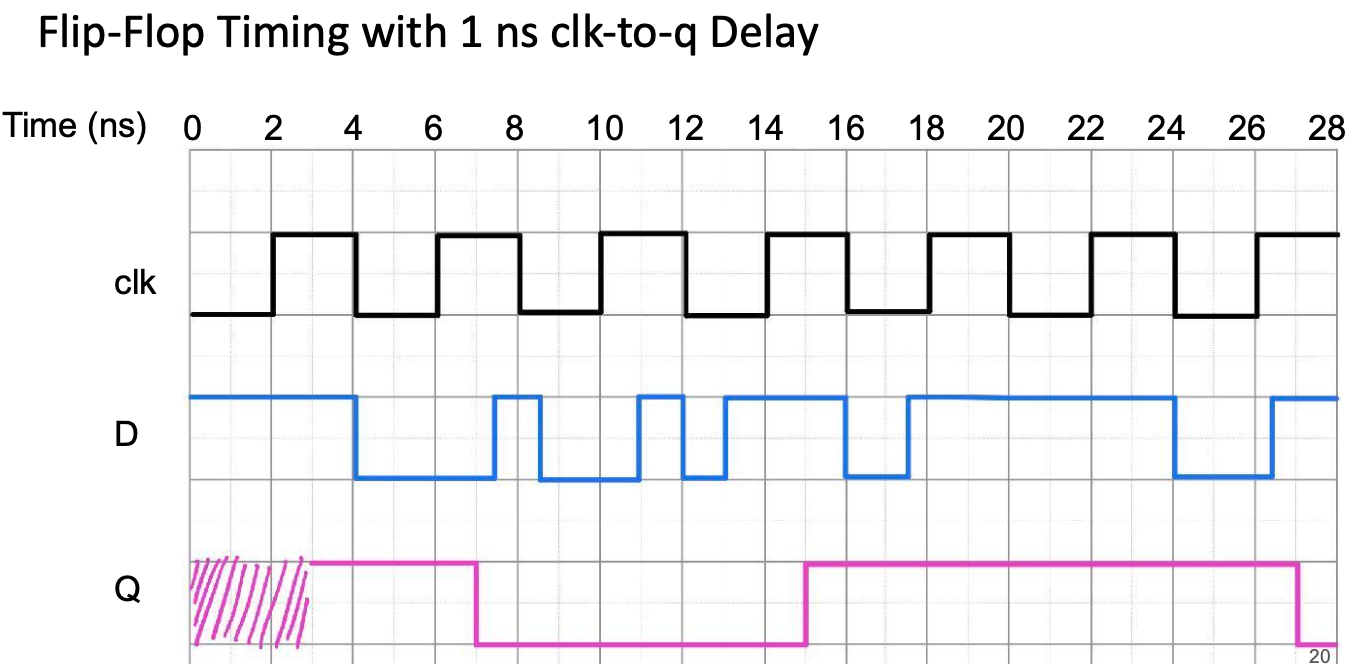 Flip-Flop Timing with 1 ns clk-to-q Delay
Time (ns) 0 2 4 6 8 10 12 14 16 18 20 22 24 26 28
clk
D
Q
20